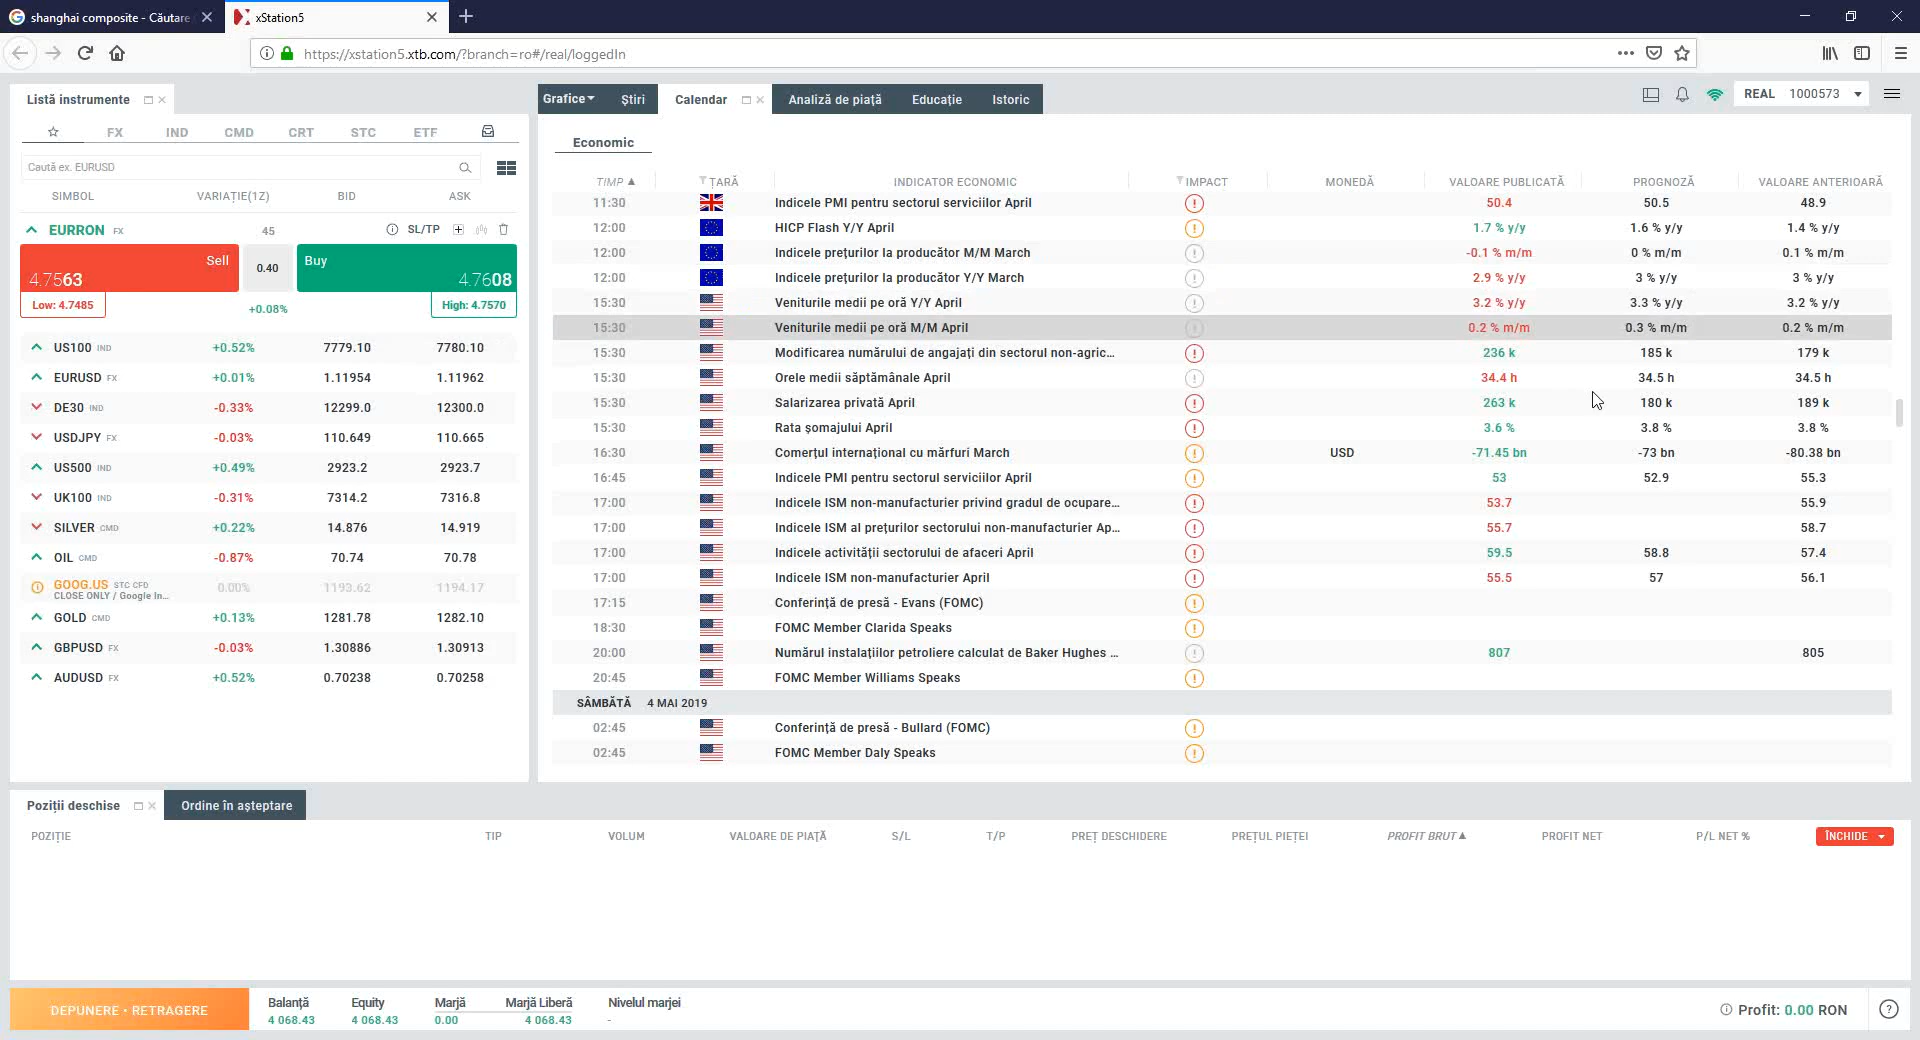 shanghai composite - Căutare
xStation5
https://xstation5.xtb.com/?branch=ro#/real/loggedIn
Listă instrumente
Grafice
Știri
Calendar
Analiză de piață
Educație
Istoric
REAL 1000573
FX IND CMD CRT STC ETF
Caută ex. EURUSD
SIMBOL VARIAȚIE(1Z) BID ASK
EURRON FX 45 SL/TP
Sell 4.7563
0.40
Buy 4.7608
Low: 4.7485 +0.08% High: 4.7570
US100 IND +0.52% 7779.10 7780.10
EURUSD FX +0.01% 1.11954 1.11962
DE30 IND -0.33% 12299.0 12300.0
USDJPY FX -0.03% 110.649 110.665
US500 IND +0.49% 2923.2 2923.7
UK100 IND -0.31% 7314.2 7316.8
SILVER CMD +0.22% 14.876 14.919
OIL CMD -0.87% 70.74 70.78
GOOG.US STC CFD 0.00% 1193.62 1194.17
CLOSE ONLY / Google In...
GOLD CMD +0.13% 1281.78 1282.10
GBPUSD FX -0.03% 1.30886 1.30913
AUDUSD FX +0.52% 0.70238 0.70258
Economic
TIMP ȚARĂ INDICATOR ECONOMIC IMPACT MONEDĂ VALOARE PUBLICATĂ PROGNOZĂ VALOARE ANTERIOARĂ
11:30 Indicele PMI pentru sectorul serviciilor April 50.4 50.5 48.9
12:00 HICP Flash Y/Y April 1.7 % y/y 1.6 % y/y 1.4 % y/y
12:00 Indicele prețurilor la producător M/M March -0.1 % m/m 0 % m/m 0.1 % m/m
12:00 Indicele prețurilor la producător Y/Y March 2.9 % y/y 3 % y/y 3 % y/y
15:30 Veniturile medii pe oră Y/Y April 3.2 % y/y 3.3 % y/y 3.2 % y/y
15:30 Veniturile medii pe oră M/M April 0.2 % m/m 0.3 % m/m 0.2 % m/m
15:30 Modificarea numărului de angajați din sectorul non-agric... 236 k 185 k 179 k
15:30 Orele medii săptămânale April 34.4 h 34.5 h 34.5 h
15:30 Salarizarea privată April 263 k 180 k 189 k
15:30 Rata șomajului April 3.6 % 3.8 % 3.8 %
16:30 Comerțul internațional cu mărfuri March USD -71.45 bn -73 bn -80.38 bn
16:45 Indicele PMI pentru sectorul serviciilor April 53 52.9 55.3
17:00 Indicele ISM non-manufacturier privind gradul de ocupare... 53.7 55.9
17:00 Indicele ISM al prețurilor sectorului non-manufacturier Ap... 55.7 58.7
17:00 Indicele activității sectorului de afaceri April 59.5 58.8 57.4
17:00 Indicele ISM non-manufacturier April 55.5 57 56.1
17:15 Conferință de presă - Evans (FOMC)
18:30 FOMC Member Clarida Speaks
20:00 Numărul instalațiilor petroliere calculat de Baker Hughes ... 807 805
20:45 FOMC Member Williams Speaks
SÂMBĂTĂ 4 MAI 2019
02:45 Conferință de presă - Bullard (FOMC)
02:45 FOMC Member Daly Speaks
Poziții deschise
Ordine în așteptare
POZIȚIE TIP VOLUM VALOARE DE PIAȚĂ S/L T/P PREȚ DESCHIDERE PREȚUL PIEȚEI PROFIT BRUT PROFIT NET P/L NET % ÎNCHIDE
DEPUNERE • RETRAGERE
Balanță Equity Marjă Marjă Liberă Nivelul marjei
4 068.43 4 068.43 0.00 4 068.43 -
Profit: 0.00 RON